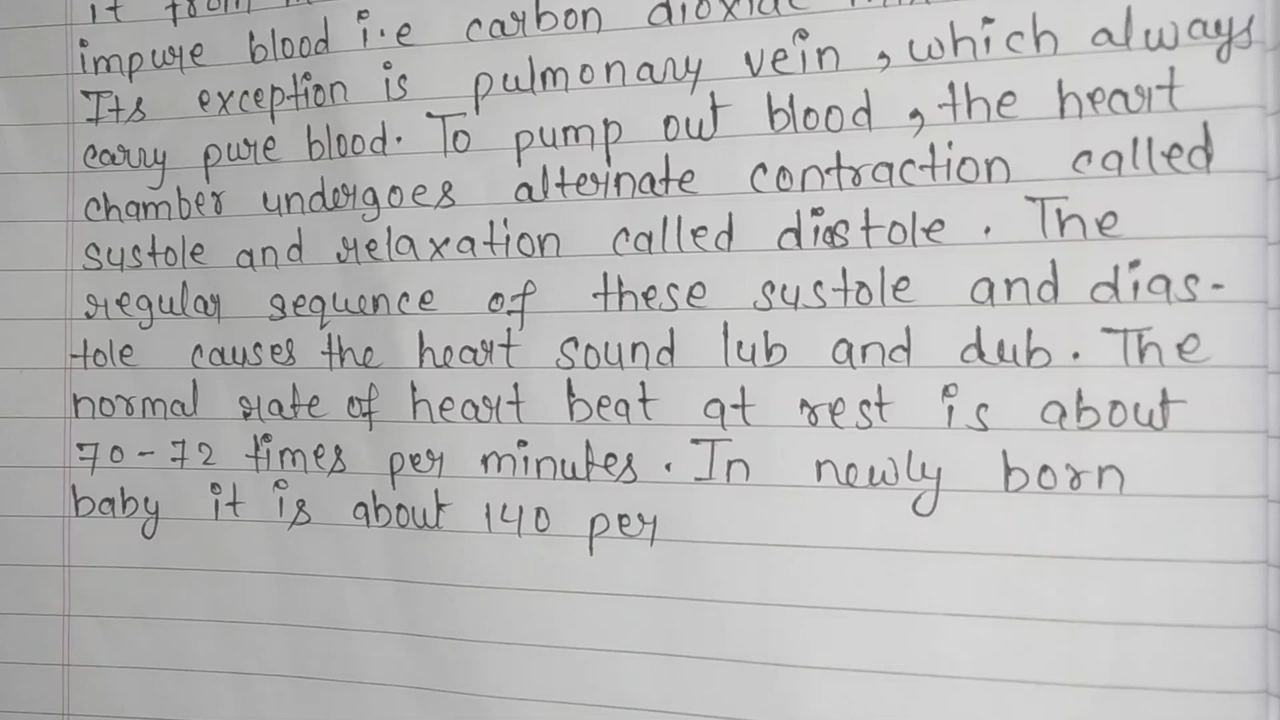 it from
impure blood i.e carbon dioxide
Its exception is pulmonary vein, which always
carry pure blood. To pump out blood, the heart
chamber undergoes alternate contraction called
systole and relaxation called diastole. The
regular sequence of these systole and dias-
tole causes the heart sound lub and dub. The
normal rate of heart beat at rest is about
70-72 times per minutes. In newly born
baby it is about 140 per